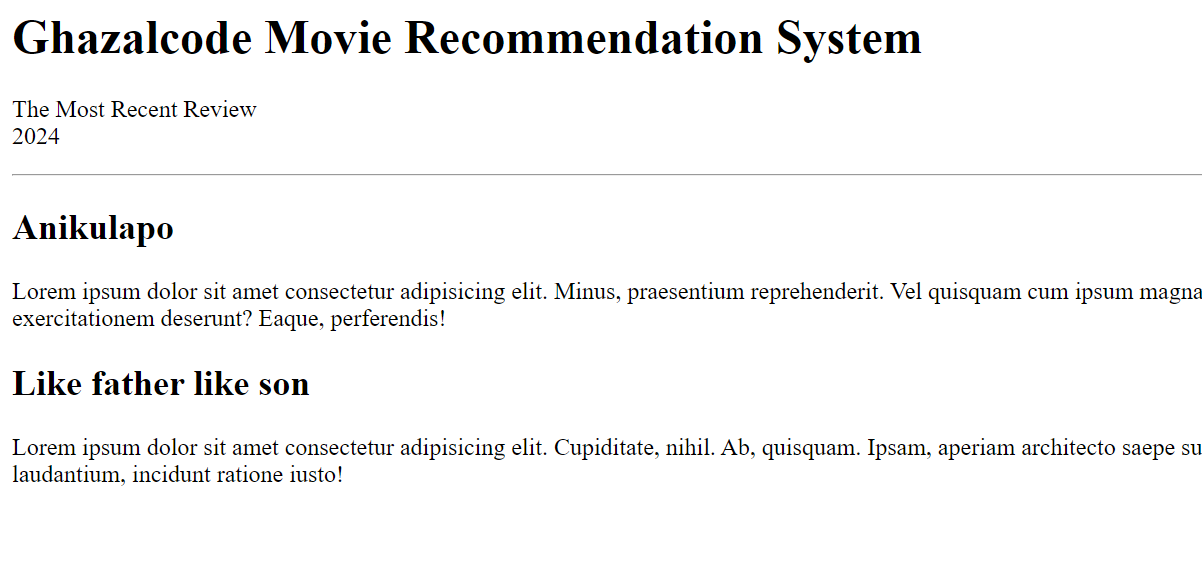 Ghazalcode Movie Recommendation System
The Most Recent Review
2024
Anikulapo
Lorem ipsum dolor sit amet consectetur adipisicing elit. Minus, praesentium reprehenderit. Vel quisquam cum ipsum magna
exercitationem deserunt? Eaque, perferendis!
Like father like son
Lorem ipsum dolor sit amet consectetur adipisicing elit. Cupiditate, nihil. Ab, quisquam. Ipsam, aperiam architecto saepe su
laudantium, incidunt ratione iusto!